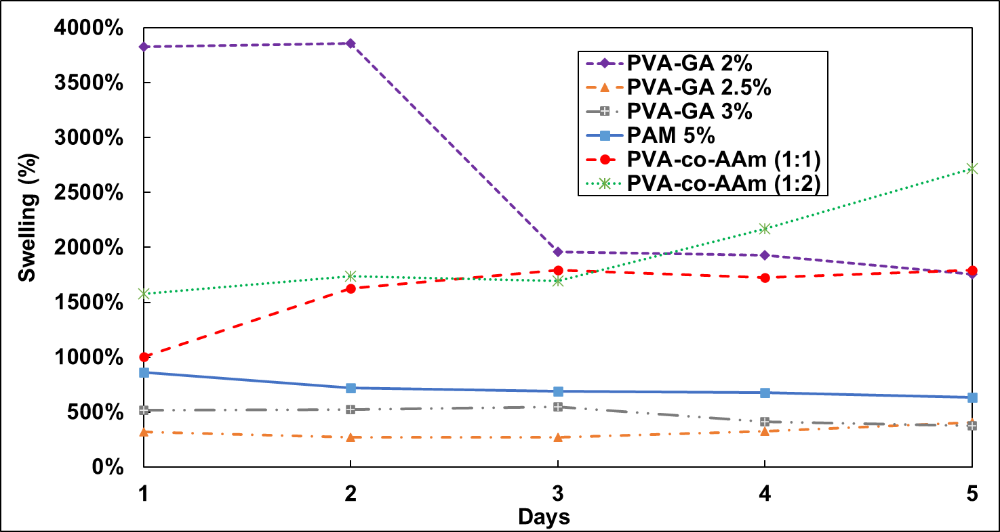 4000%
3500%
3000%
2500%
2000%
1500%
1000%
500%
0%
Swelling (%)
PVA-GA 2%
PVA-GA 2.5%
PVA-GA 3%
PAM 5%
PVA-co-AAm (1:1)
PVA-co-AAm (1:2)
1 2 3 4 5
Days